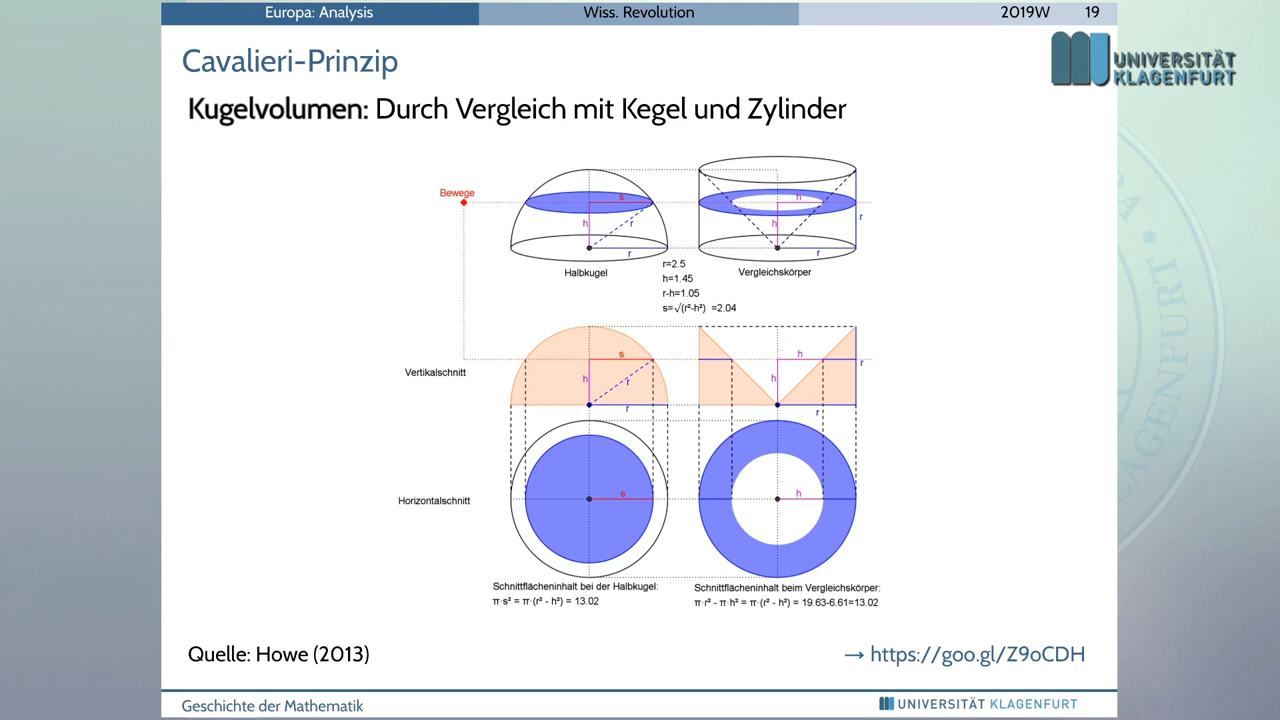 Europa: Analysis
Wiss. Revolution
2019W 19
Cavalieri-Prinzip
UNIVERSITÄT
KLAGENFURT
Kugelvolumen: Durch Vergleich mit Kegel und Zylinder
Bewege
s
h
r
r
h
h
r
r
Halbkugel
Vergleichskörper
r=2.5
h=1.45
r-h=1.05
s=√(r²-h²) =2.04
s
h
r
r
h
h
r
r
Vertikalschnitt
s
h
Horizontalschnitt
Schnittflächeninhalt bei der Halbkugel:
π·s² = π·(r² - h²) = 13.02
Schnittflächeninhalt beim Vergleichskörper:
π·r² - π·h² = π·(r² - h²) = 19.63-6.61=13.02
Quelle: Howe (2013)
→ https://goo.gl/Z9oCDH
Geschichte der Mathematik
UNIVERSITÄT KLAGENFURT